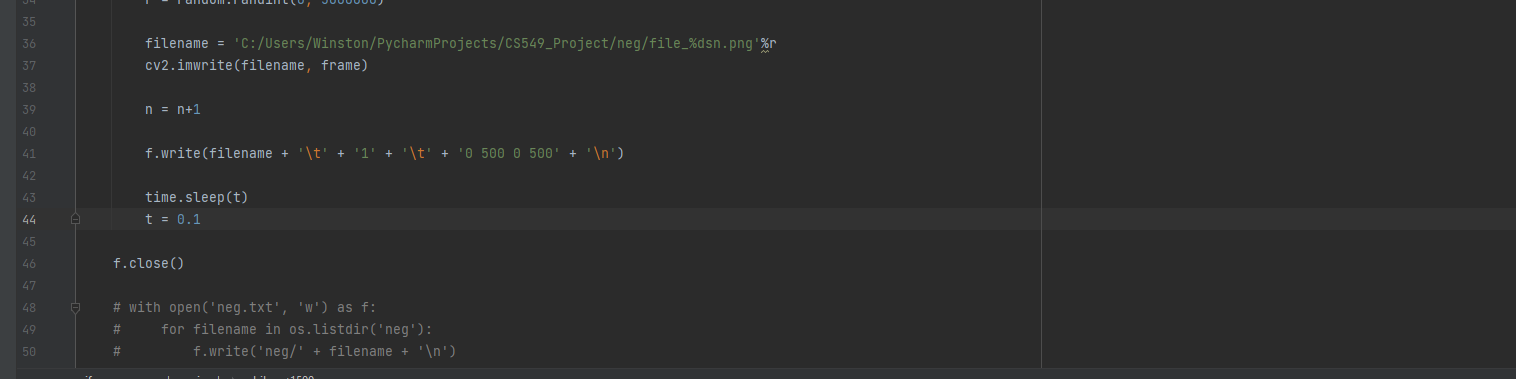 34 r = random.randint(0, 5000000)
35
36 filename = 'C:/Users/Winston/PycharmProjects/CS549_Project/neg/file_%dsn.png'%r
37 cv2.imwrite(filename, frame)
38
39 n = n+1
40
41 f.write(filename + '\t' + '1' + '\t' + '0 500 0 500' + '\n')
42
43 time.sleep(t)
44 t = 0.1
45
46 f.close()
47
48 # with open('neg.txt', 'w') as f:
49 #     for filename in os.listdir('neg'):
50 #         f.write('neg/' + filename + '\n')